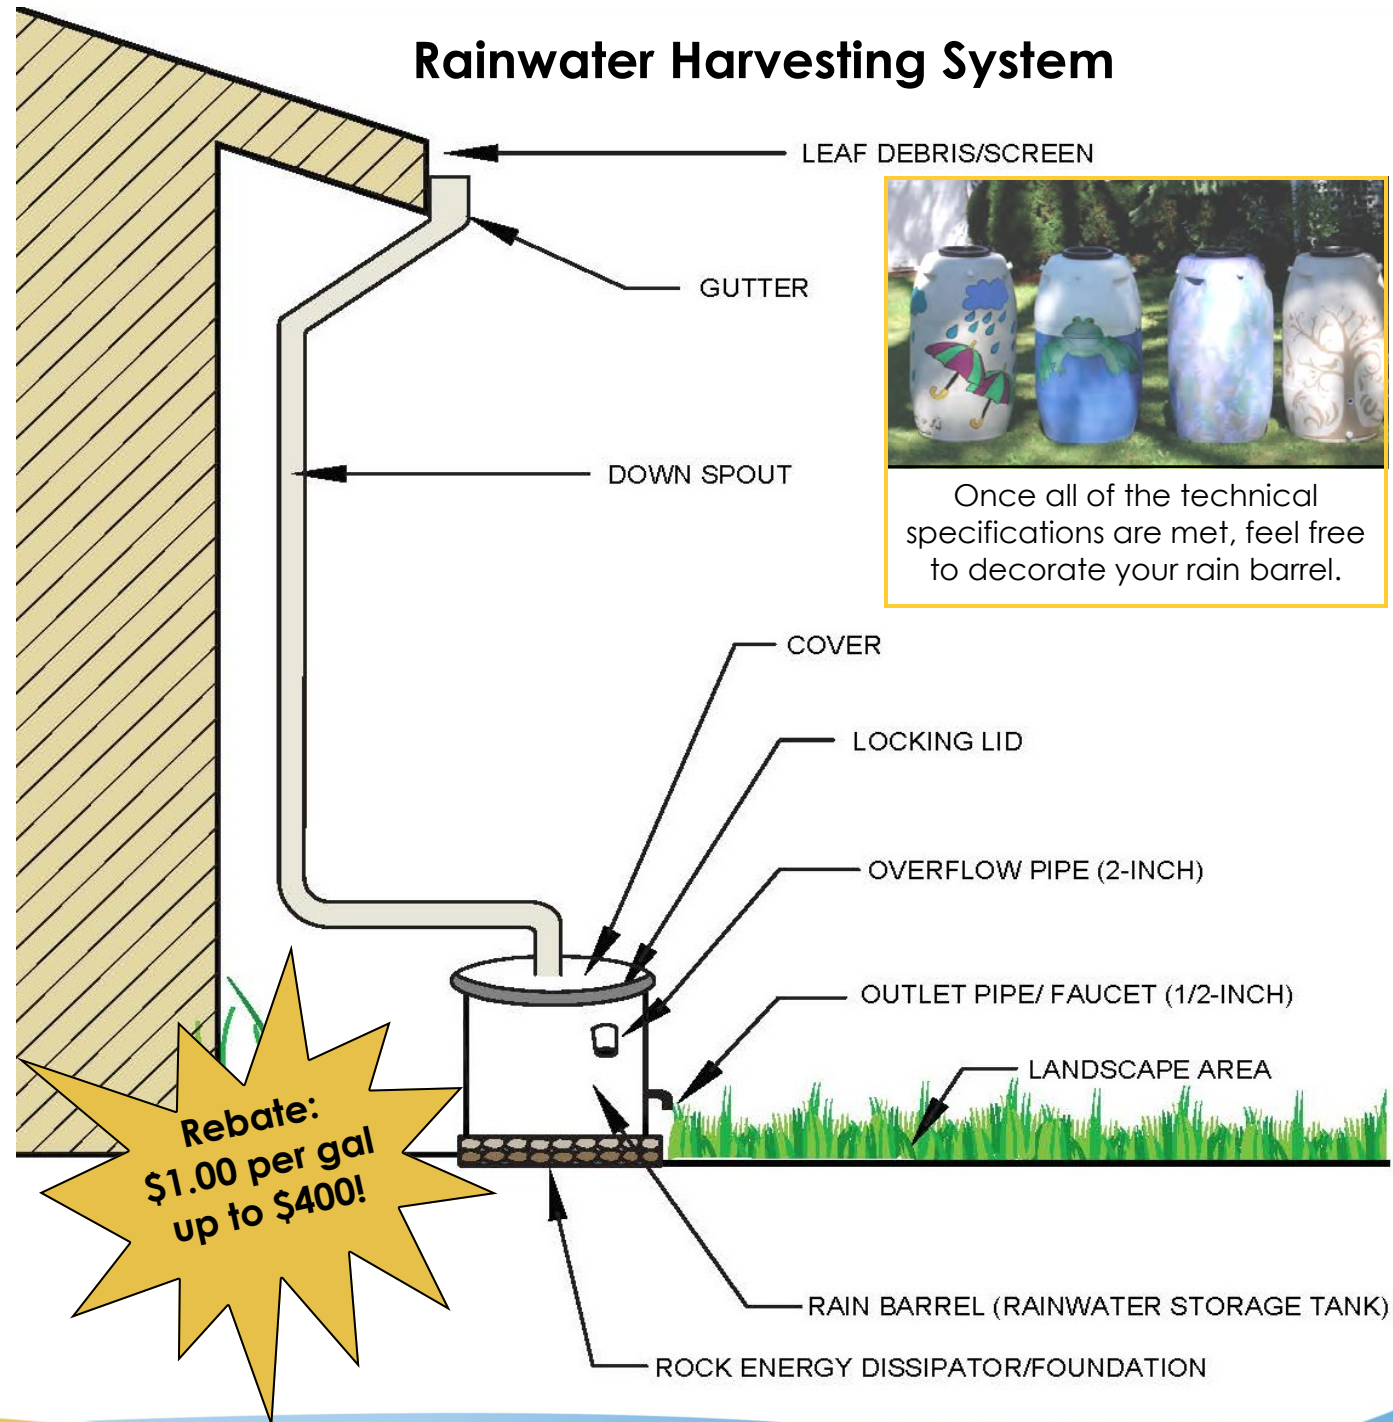 Rainwater Harvesting System
LEAF DEBRIS/SCREEN
GUTTER
DOWN SPOUT
Once all of the technical
specifications are met, feel free
to decorate your rain barrel.
COVER
LOCKING LID
OVERFLOW PIPE (2-INCH)
OUTLET PIPE/ FAUCET (1/2-INCH)
LANDSCAPE AREA
Rebate:
$1.00 per gal
up to $400!
RAIN BARREL (RAINWATER STORAGE TANK)
ROCK ENERGY DISSIPATOR/FOUNDATION